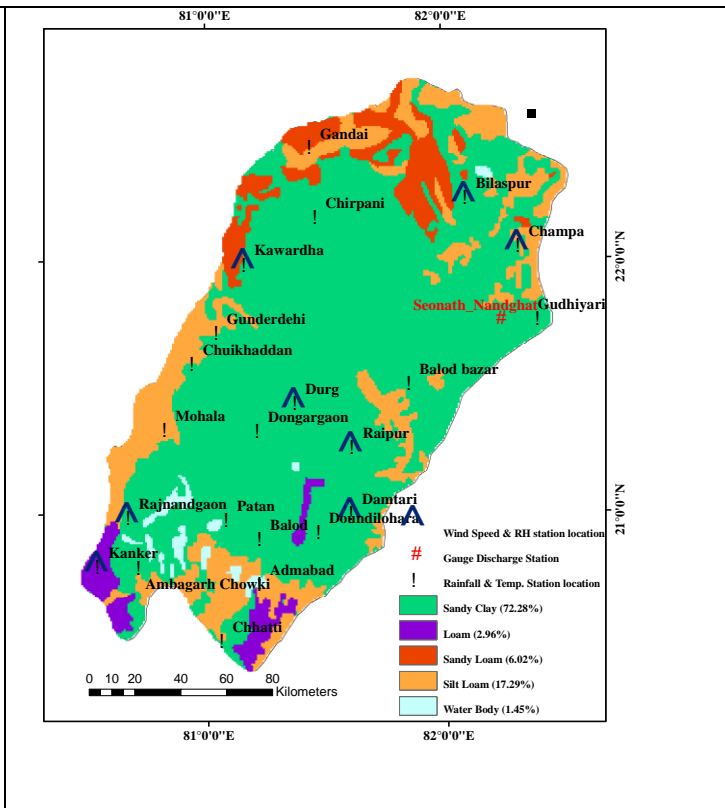 81°0'0"E 82°0'0"E
Gandai
Bilaspur
Chirpani
Champa
Kawardha
22°0'0"N
Seonath_Nandghat
Gudhiyari
Gunderdehi
Chuikhaddan
Balod bazar
Durg
Dongargaon
Mohala
Raipur
Rajnandgaon
Patan
Damtari
21°0'0"N
Balod
Doundilohara
Wind Speed & RH station location
Kanker
# Gauge Discharge Station
Admabad
Ambagarh Chowki
! Rainfall & Temp. Station location
Sandy Clay (72.28%)
Chhatti
Loam (2.96%)
Sandy Loam (6.02%)
Silt Loam (17.29%)
Water Body (1.45%)
0 10 20 40 60 80
Kilometers
81°0'0"E 82°0'0"E